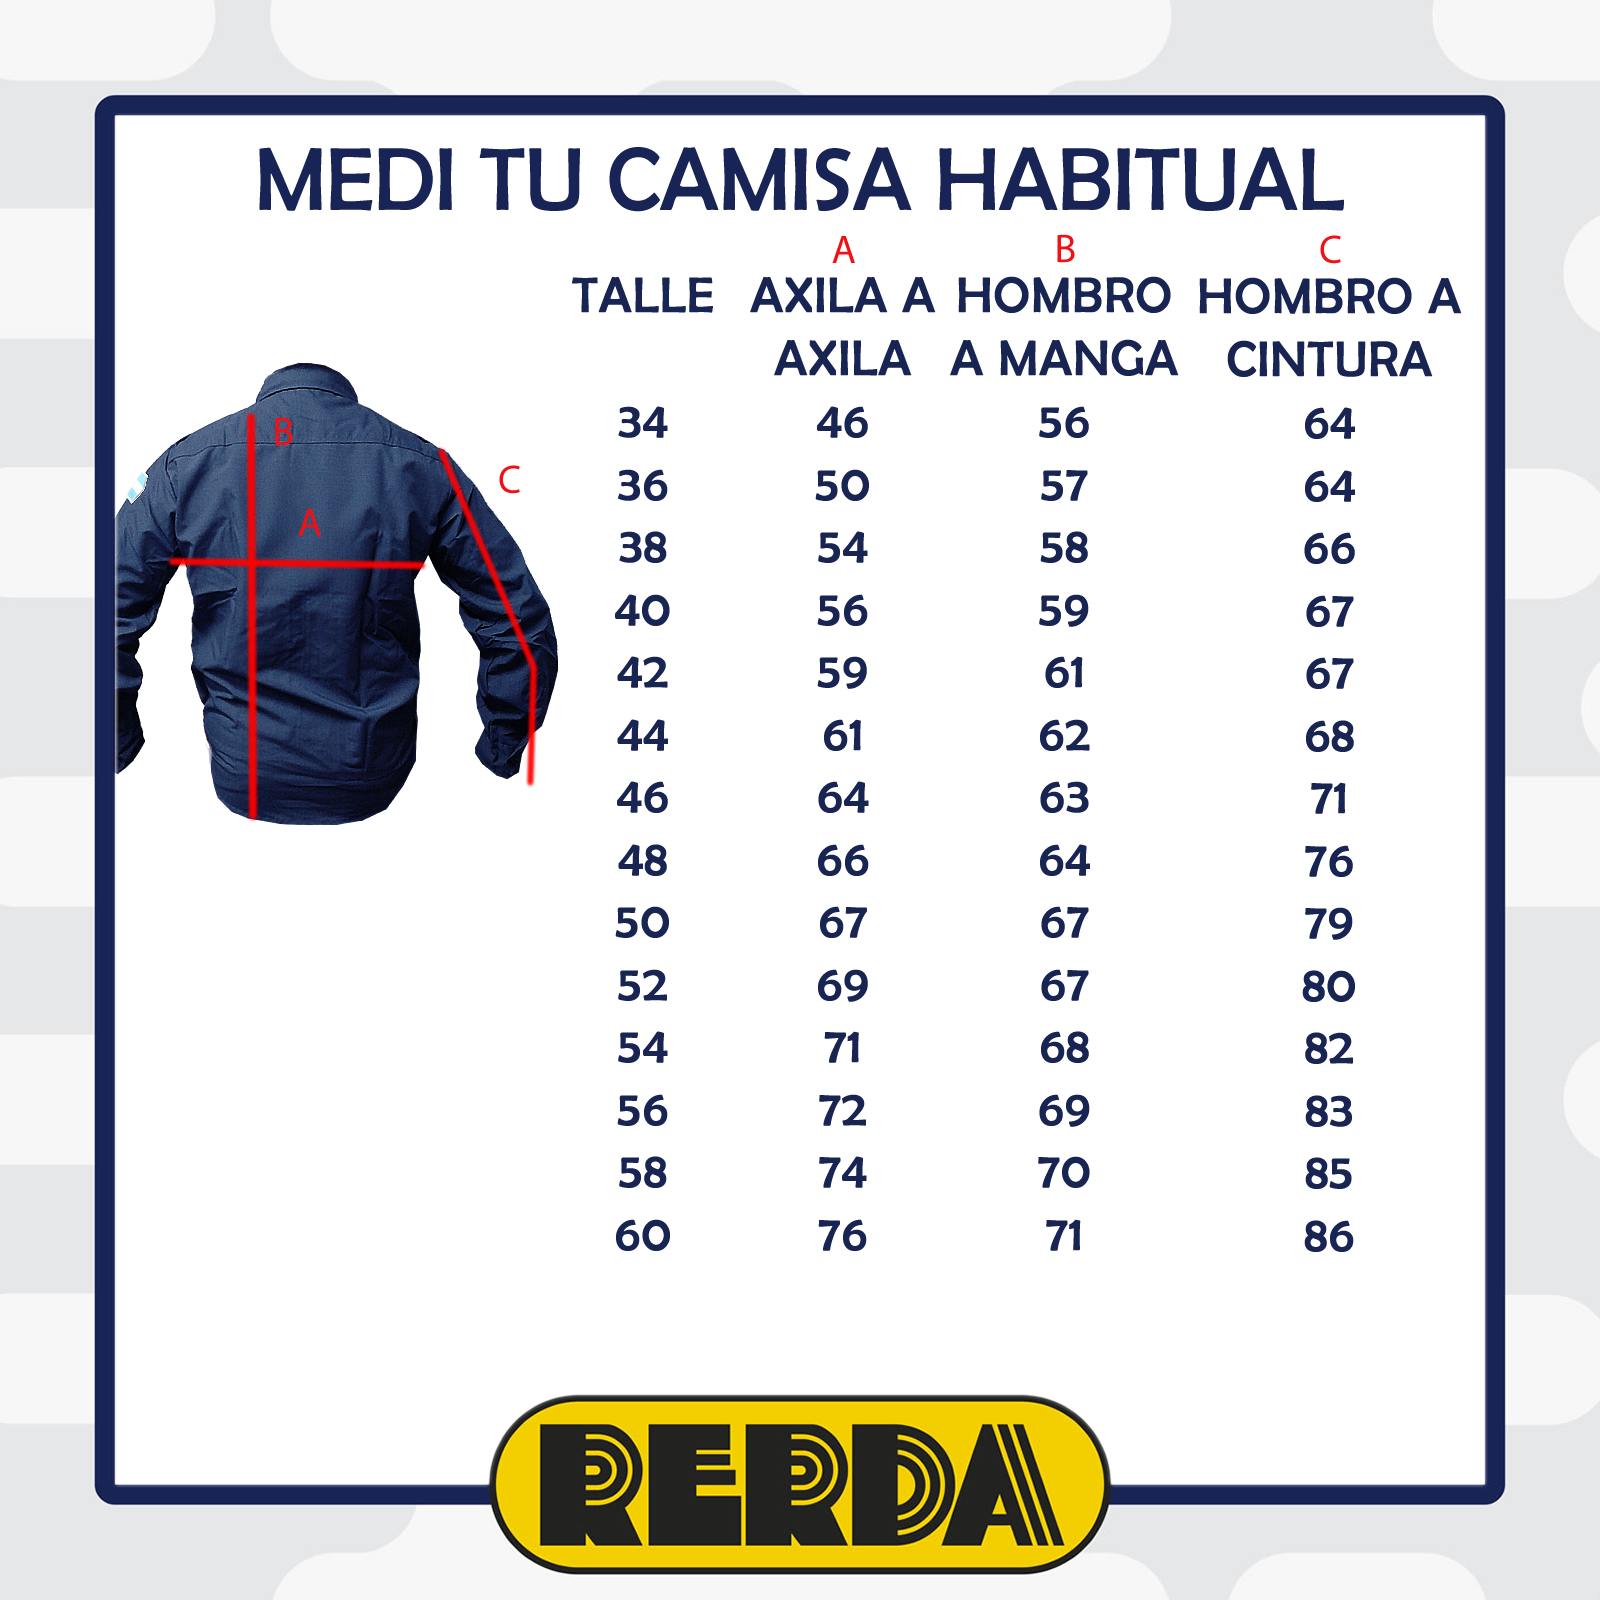 MEDI TU CAMISA HABITUAL
A B C
TALLE AXILA A HOMBRO HOMBRO A
AXILA A MANGA CINTURA
34 46 56 64
36 50 57 64
38 54 58 66
40 56 59 67
42 59 61 67
44 61 62 68
46 64 63 71
48 66 64 76
50 67 67 79
52 69 67 80
54 71 68 82
56 72 69 83
58 74 70 85
60 76 71 86
B
C
A
RERDA